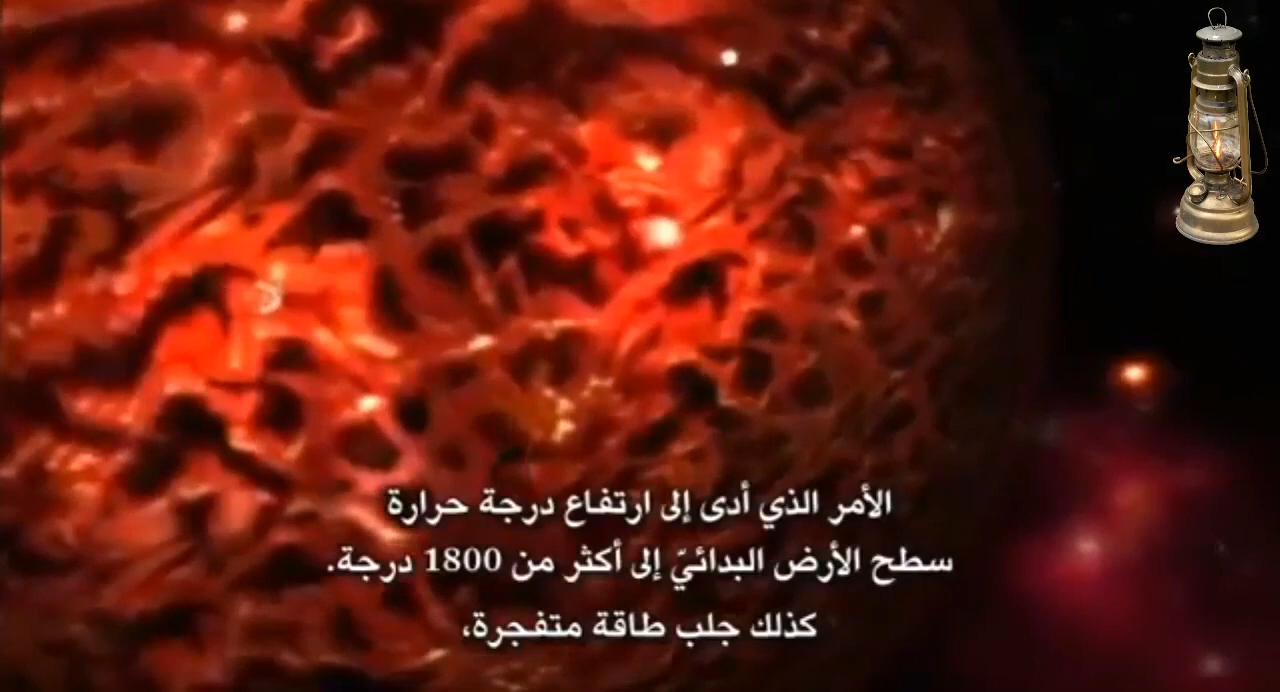 الأمر الذي أدى إلى ارتفاع درجة حرارة
سطح الأرض البدائيّ إلى أكثر من 1800 درجة.
كذلك جلب طاقة متفجرة،